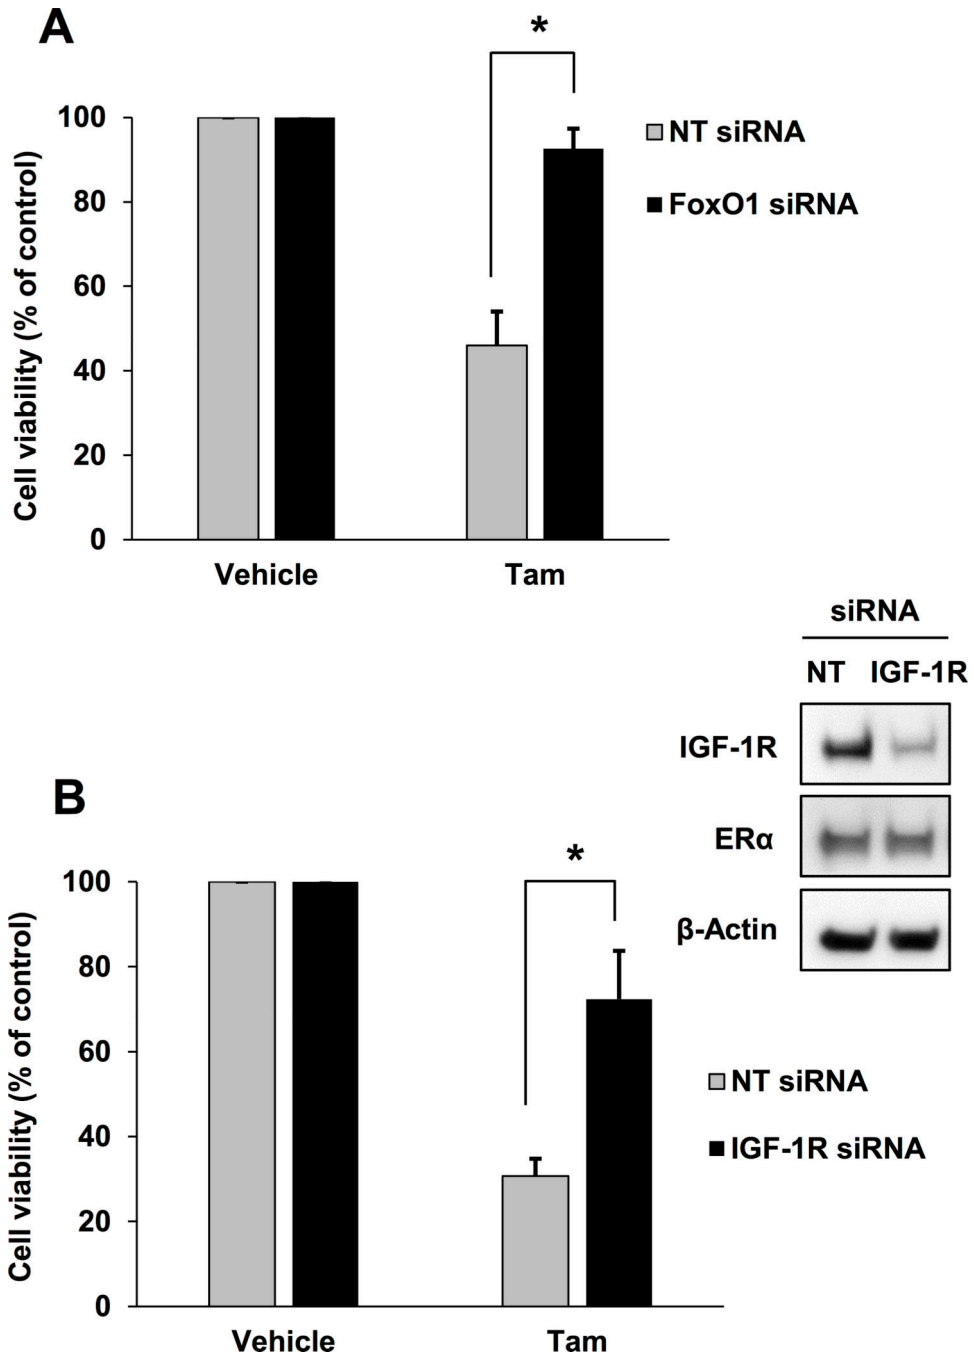 A
*
Cell viability (% of control)
100
80
60
40
20
0
Vehicle
Tam
NT siRNA
FoxO1 siRNA
siRNA
NT IGF-1R
IGF-1R
ERα
β-Actin
B
*
Cell viability (% of control)
100
80
60
40
20
0
Vehicle
Tam
NT siRNA
IGF-1R siRNA